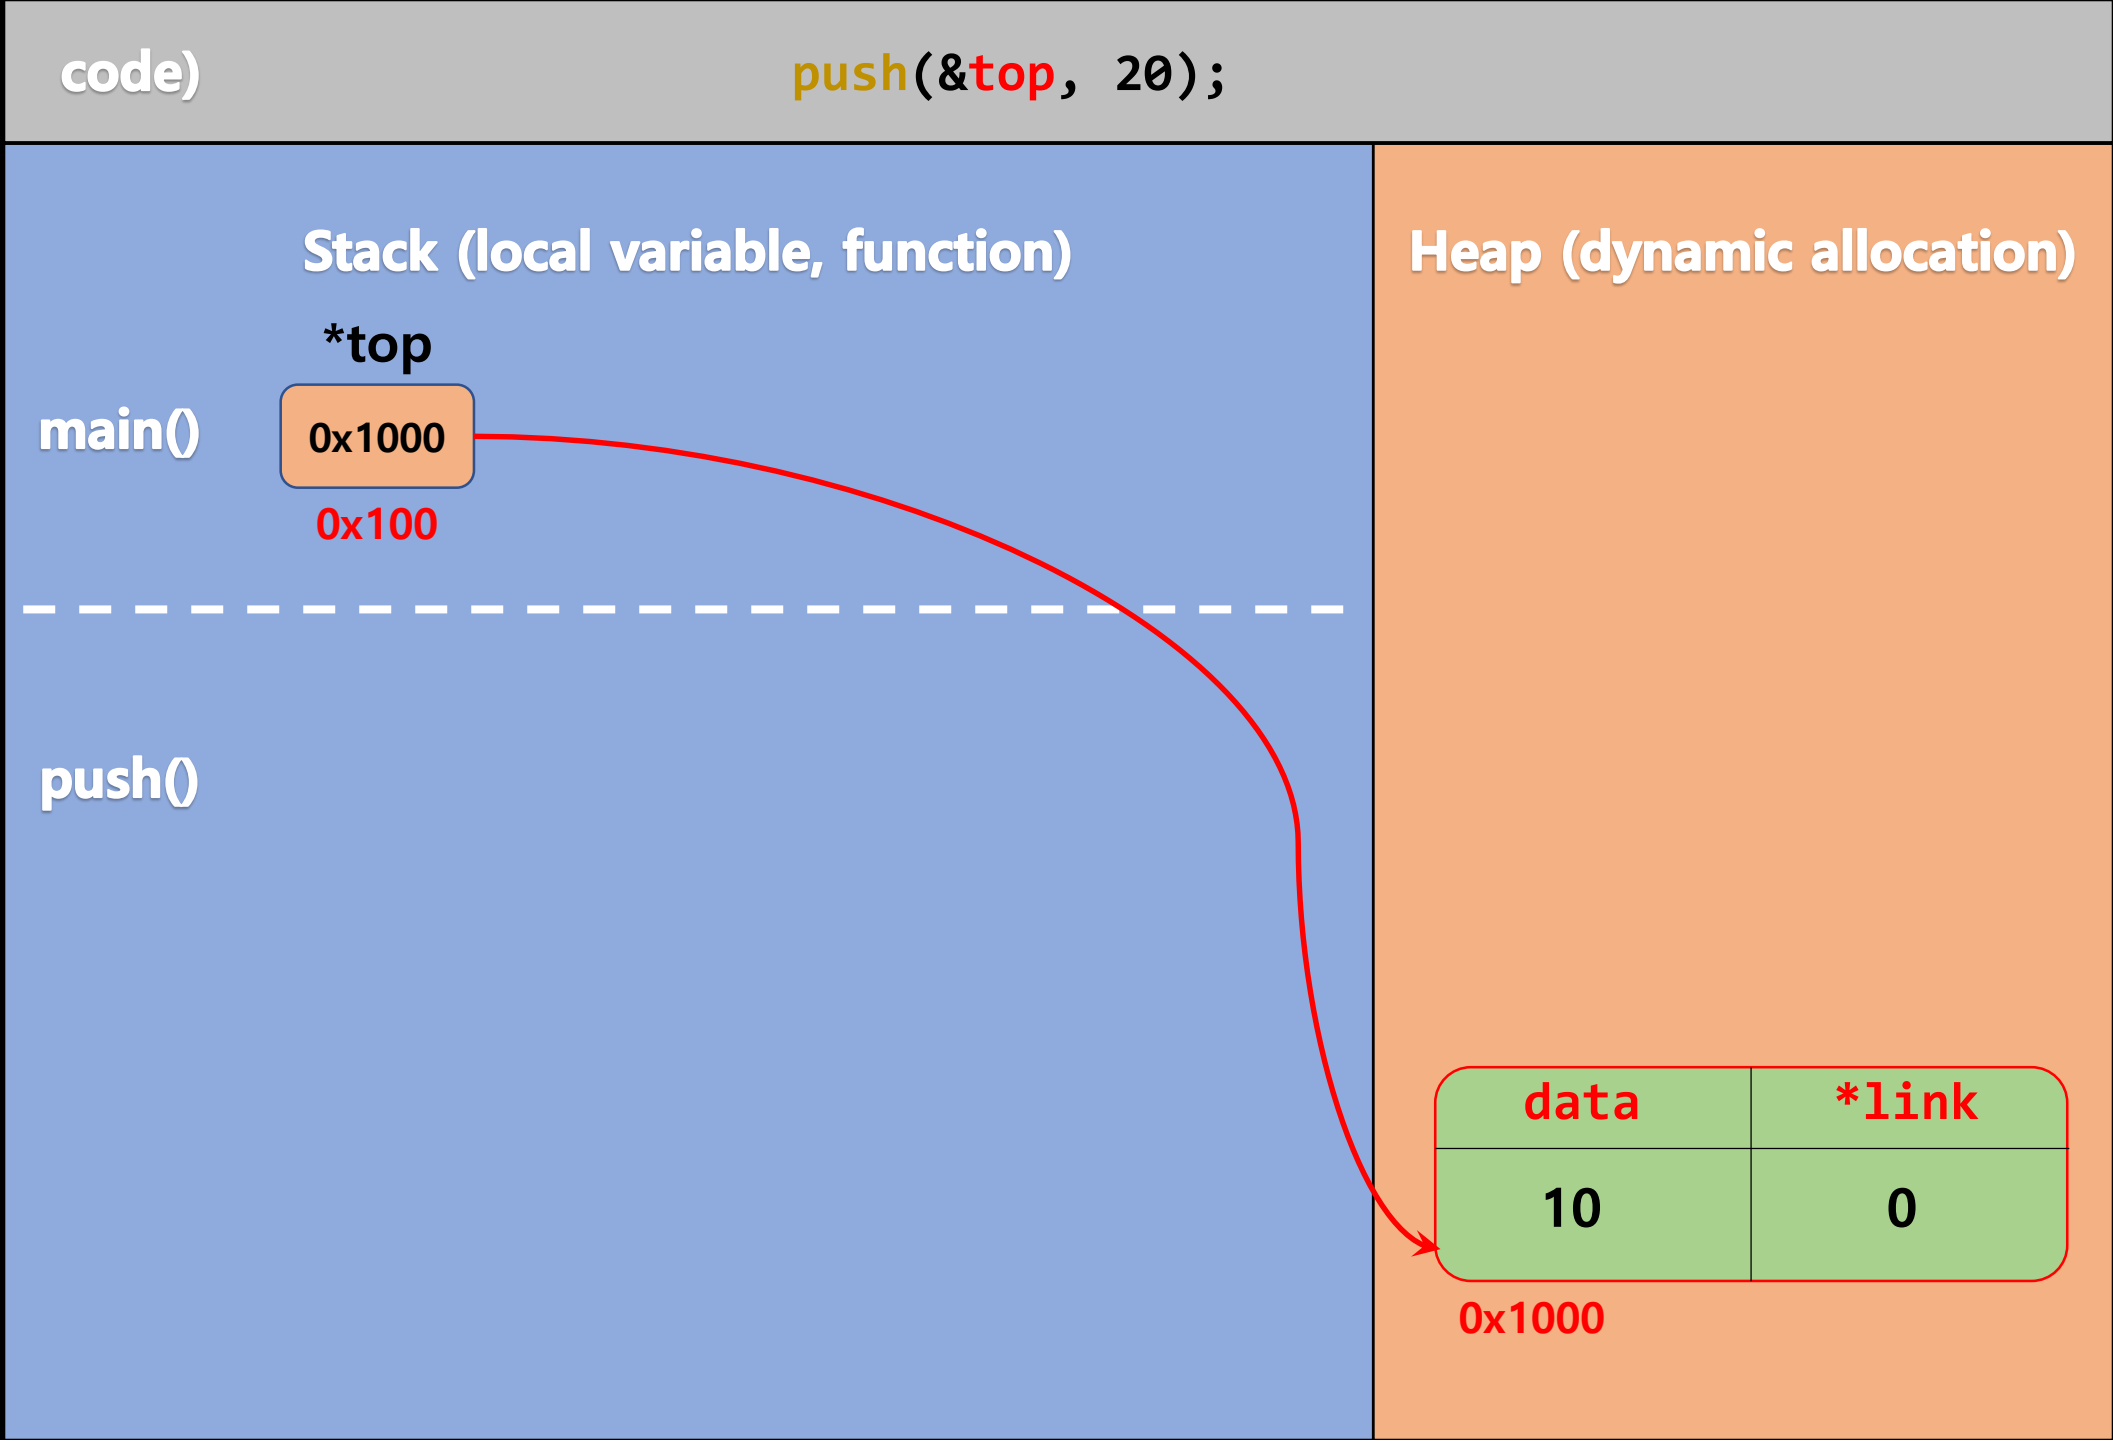 code) push(&top, 20);
Stack (local variable, function)
Heap (dynamic allocation)
*top
main()
0x1000
0x100
push()
data *link
10 0
0x1000